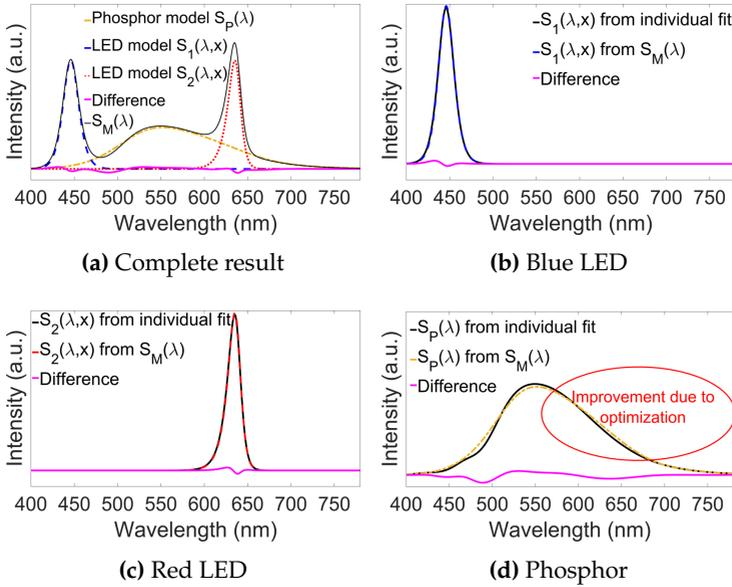 Intensity (a.u.)
Phosphor model S_P(λ)
LED model S_1(λ,x)
LED model S_2(λ,x)
Difference
S_M(λ)
400 450 500 550 600 650 700 750
Wavelength (nm)
(a) Complete result
Intensity (a.u.)
S_1(λ,x) from individual fit
S_1(λ,x) from S_M(λ)
Difference
400 450 500 550 600 650 700 750
Wavelength (nm)
(b) Blue LED
Intensity (a.u.)
S_2(λ,x) from individual fit
S_2(λ,x) from S_M(λ)
Difference
400 450 500 550 600 650 700 750
Wavelength (nm)
(c) Red LED
Intensity (a.u.)
S_P(λ) from individual fit
S_P(λ) from S_M(λ)
Difference
Improvement due to
optimization
400 450 500 550 600 650 700 750
Wavelength (nm)
(d) Phosphor